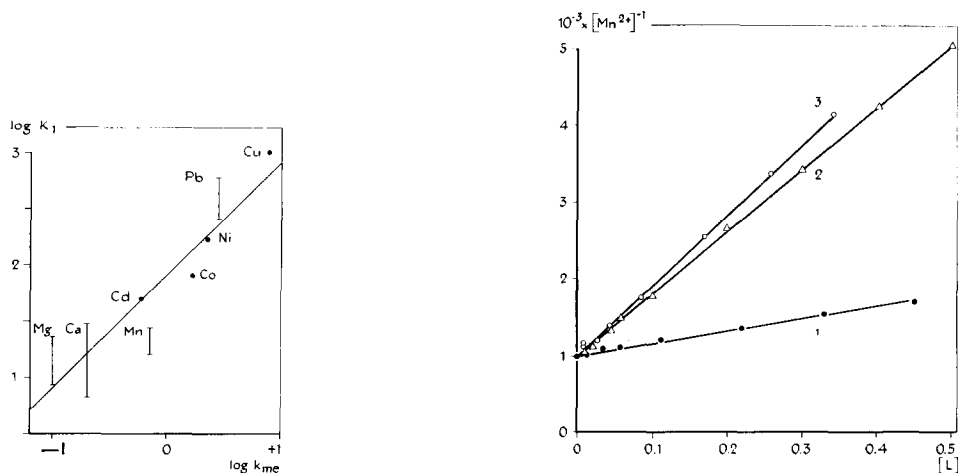 log K₁
3
2
1
Cu
Pb
Ni
Co
Cd
Mg
Ca
Mn
−1
0
+1
log kme
10⁻³ x [Mn²⁺]⁻¹
5
4
3
2
1
0
3
2
1
0
0.1
0.2
0.3
0.4
0.5
[L]